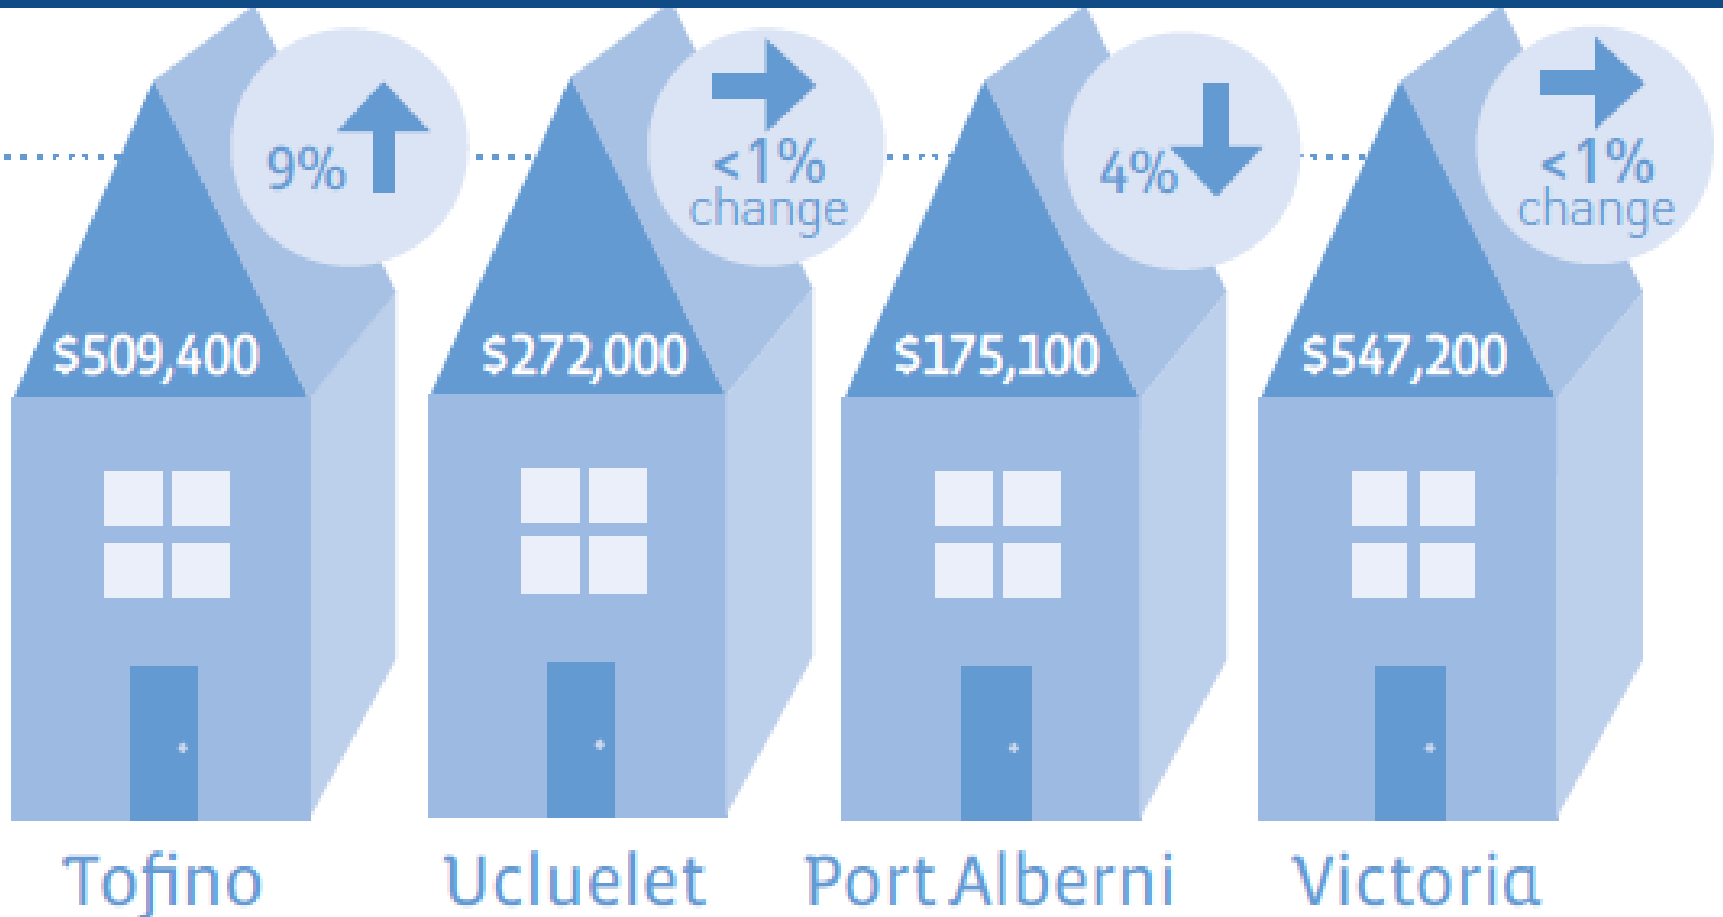 9%
<1%
change
4%
<1%
change
$509,400
$272,000
$175,100
$547,200
Tofino
Ucluelet
Port Alberni
Victoria